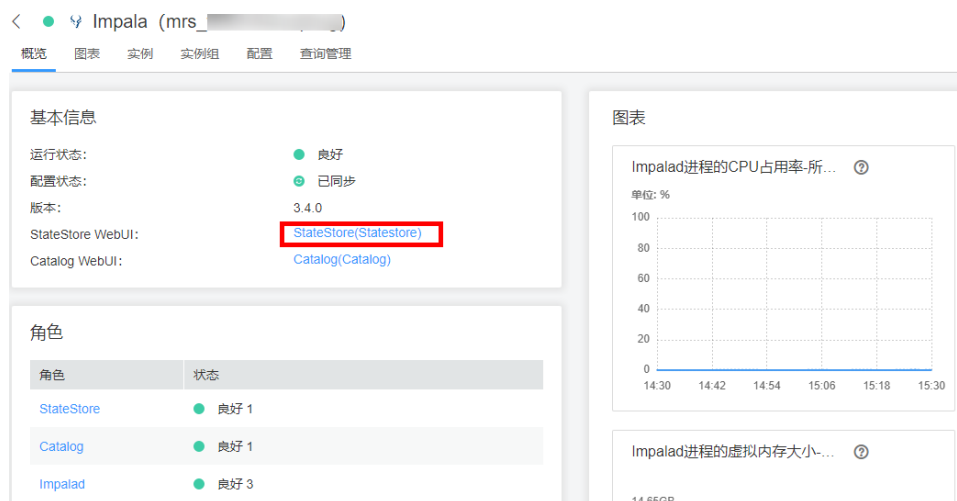 Impala (mrs_
概览 图表 实例 实例组 配置 查询管理
基本信息
运行状态: 良好
配置状态: 已同步
版本: 3.4.0
StateStore WebUI: StateStore(Statestore)
Catalog WebUI: Catalog(Catalog)
角色
角色 状态
StateStore 良好 1
Catalog 良好 1
Impalad 良好 3
图表
Impalad进程的CPU占用率-所...
单位: %
100
80
60
40
20
0
14:30 14:42 14:54 15:06 15:18 15:30
Impalad进程的虚拟内存大小-...
14.65GB